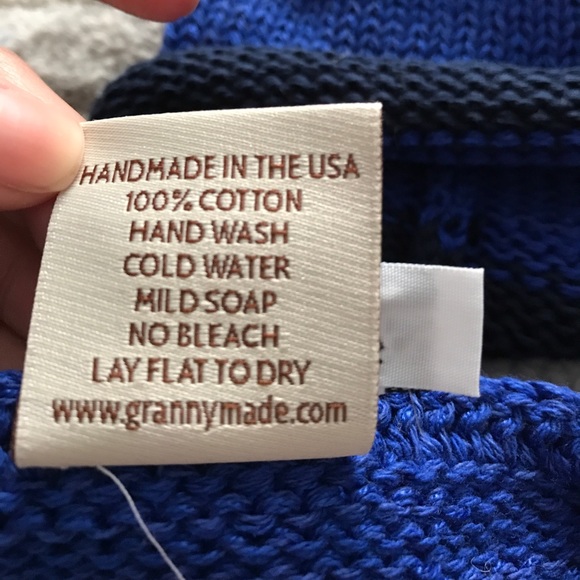 HANDMADE IN THE USA
100% COTTON
HAND WASH
COLD WATER
MILD SOAP
NO BLEACH
LAY FLAT TO DRY
www.grannymade.com